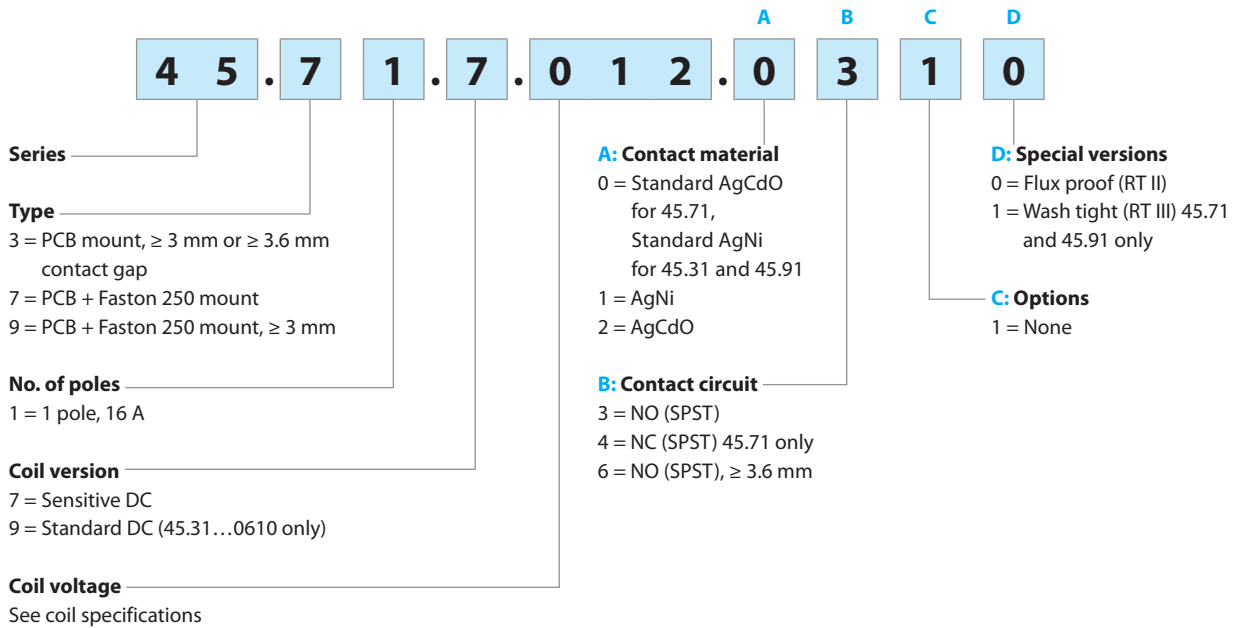 A B C D
4 5 . 7 1 . 7 . 0 1 2 . 0 3 1 0
Series
Type
3 = PCB mount, ≥ 3 mm or ≥ 3.6 mm
contact gap
7 = PCB + Faston 250 mount
9 = PCB + Faston 250 mount, ≥ 3 mm
No. of poles
1 = 1 pole, 16 A
Coil version
7 = Sensitive DC
9 = Standard DC (45.31…0610 only)
Coil voltage
See coil specifications
A: Contact material
0 = Standard AgCdO
for 45.71,
Standard AgNi
for 45.31 and 45.91
1 = AgNi
2 = AgCdO
B: Contact circuit
3 = NO (SPST)
4 = NC (SPST) 45.71 only
6 = NO (SPST), ≥ 3.6 mm
D: Special versions
0 = Flux proof (RT II)
1 = Wash tight (RT III) 45.71
and 45.91 only
C: Options
1 = None